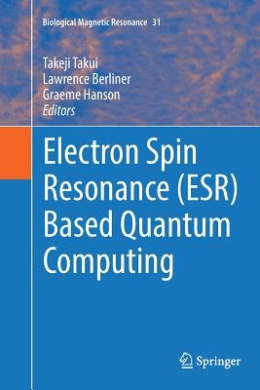 Biological Magnetic Resonance 31
Takeji Takui
Lawrence Berliner
Graeme Hanson
Editors
Electron Spin
Resonance (ESR)
Based Quantum
Computing
Springer